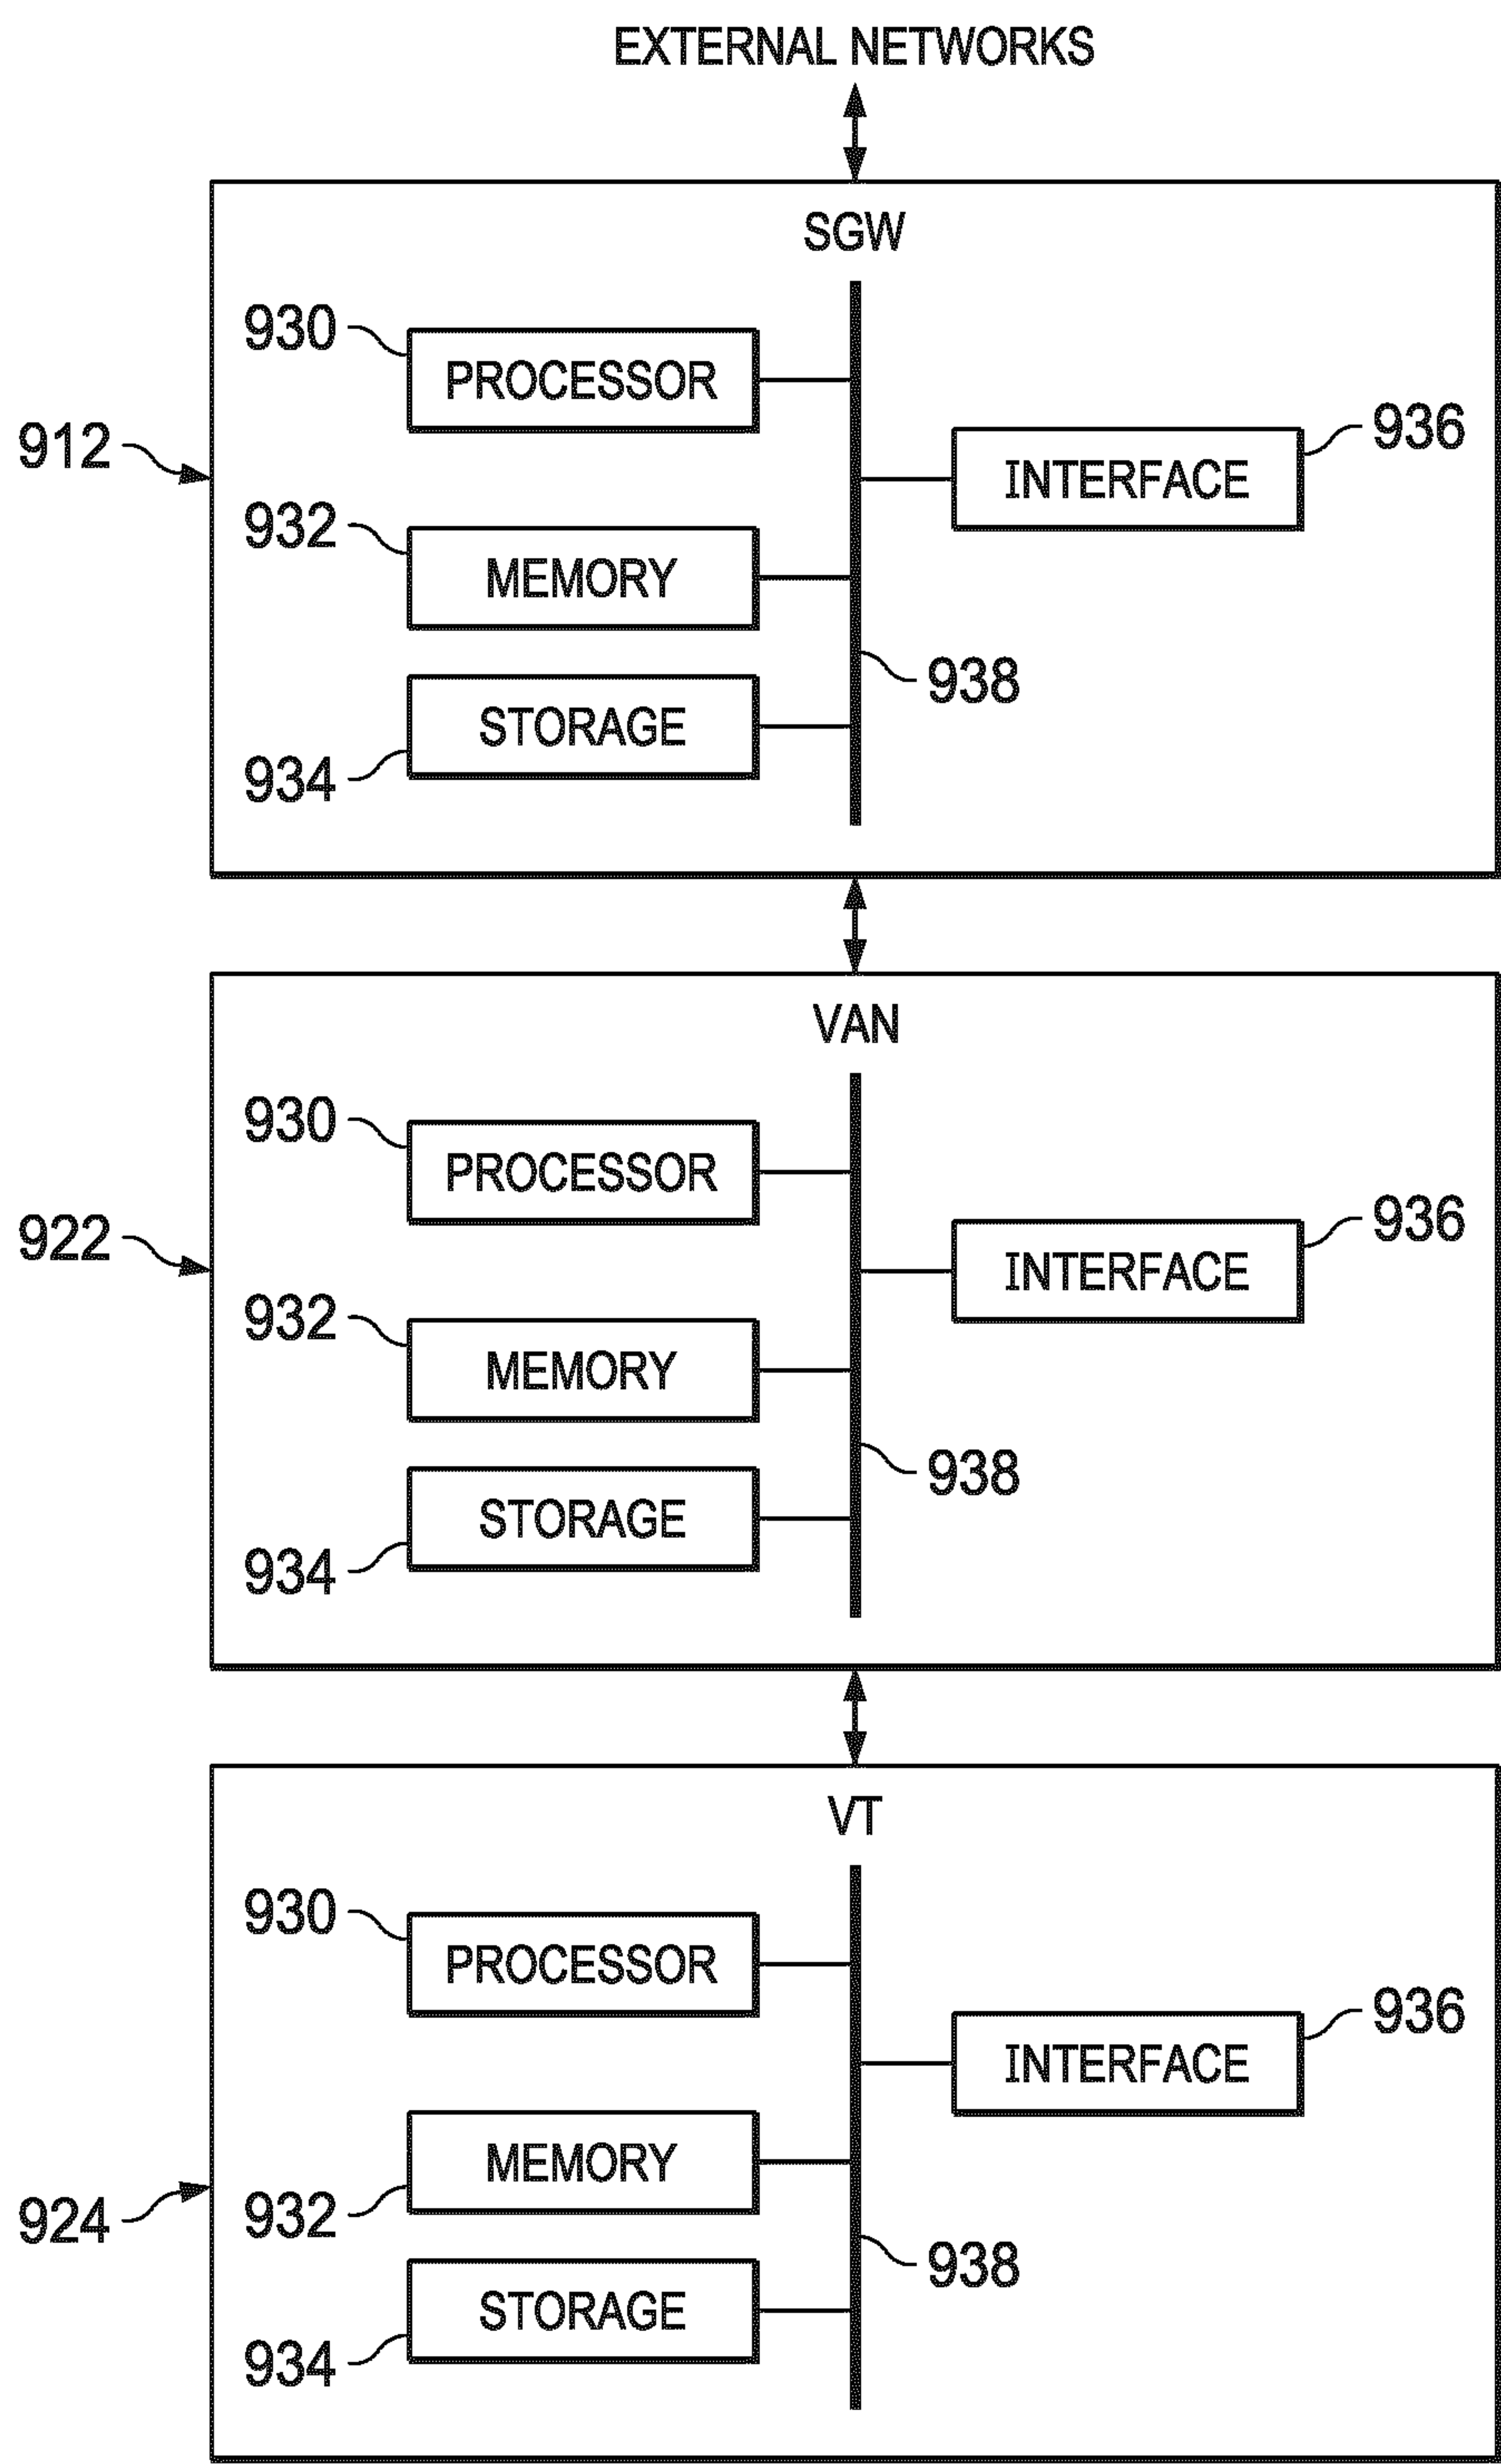 EXTERNAL NETWORKS
SGW
930
PROCESSOR
912
936
INTERFACE
932
MEMORY
938
STORAGE
934
VAN
930
PROCESSOR
922
936
INTERFACE
932
MEMORY
938
STORAGE
934
VT
930
PROCESSOR
936
INTERFACE
MEMORY
932
924
938
STORAGE
934